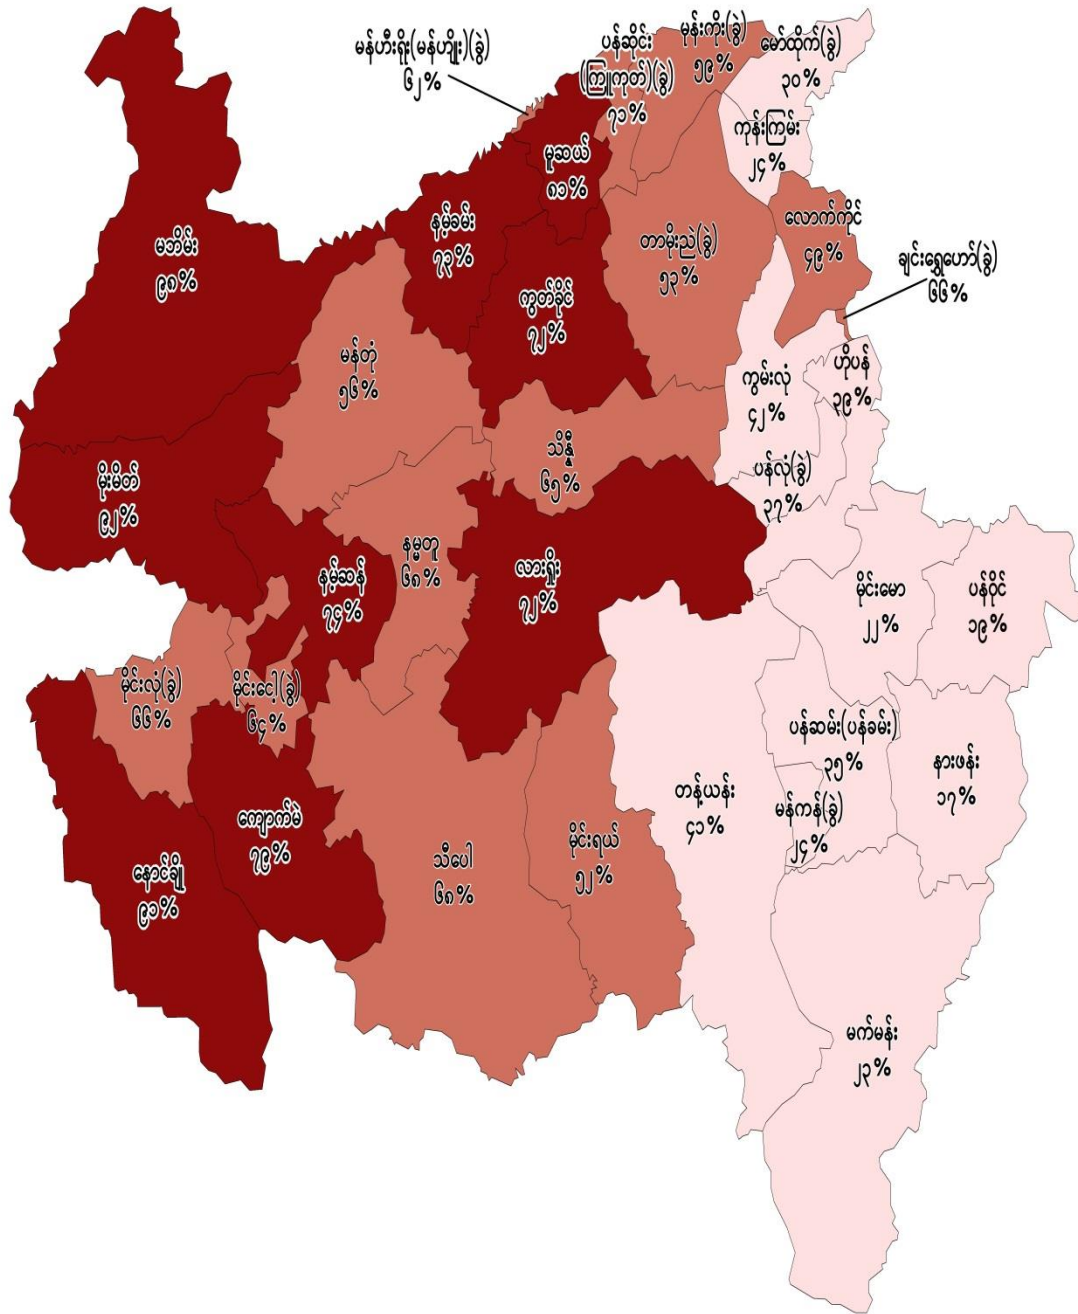 မန်ဟီးရိုး(မန်ဟျိုး)(ခွဲ)
၆၂%
ပန်ဆိုင်း
(ကြူကုတ်)(ခွဲ)
၇၁%
မုန်းကိုး(ခွဲ)
၅၉%
မော်ထိုက်(ခွဲ)
၃၀%
ကုန်းကြမ်း
၂၄%
မူဆယ်
၈၁%
နမ့်ခမ်း
၇၃%
မဘိမ်း
၉၈%
ကွတ်ခိုင်
၇၂%
တာမိုးညဲ(ခွဲ)
၅၃%
လောက်ကိုင်
၄၉%
ချင်းရွှေဟော်(ခွဲ)
၆၆%
မန်တုံ
၅၆%
ကွမ်းလုံ
၄၂%
ဟိုပန်
၃၉%
သိန္နီ
၆၅%
ပန်လုံ(ခွဲ)
၃၇%
မိုးမိတ်
၉၂%
နမ္မတူ
၆၈%
လားရှိုး
၇၂%
နမ့်ဆန်
၇၄%
မိုင်းမော
၂၂%
ပန်ဝိုင်
၁၉%
မိုင်းလုံ(ခွဲ)
၆၆%
မိုင်းငေါ့(ခွဲ)
၆၄%
ပန်ဆမ်း(ပန်ခမ်း)
၃၅%
နားဖန်း
၁၇%
တန့်ယန်း
၄၁%
မန်ကန်(ခွဲ)
၂၄%
ကျောက်မဲ
၇၉%
မိုင်းရယ်
၅၂%
သီပေါ
၆၈%
နောင်ချို
၉၁%
မက်မန်း
၂၃%